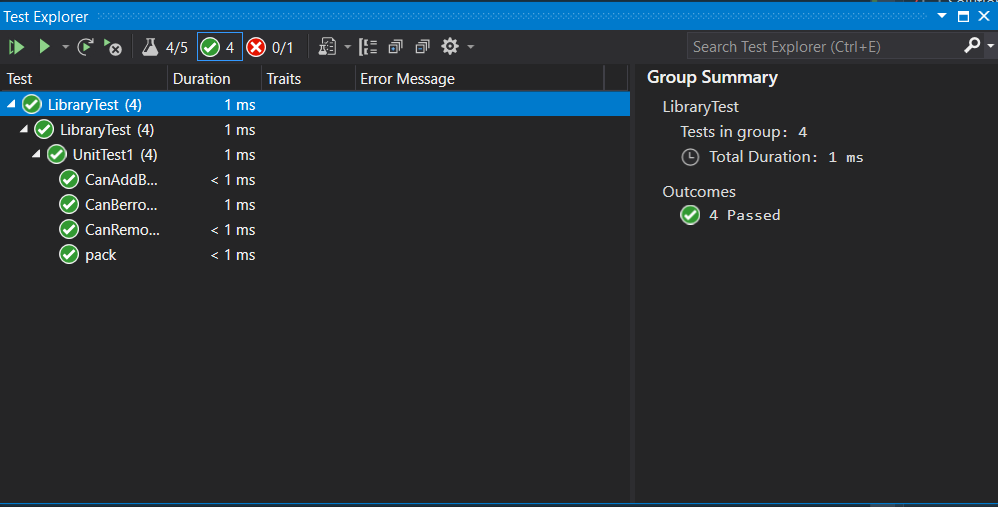 Test Explorer
4/5 4 0/1 Search Test Explorer (Ctrl+E)
Test Duration Traits Error Message
LibraryTest (4) 1 ms
LibraryTest (4) 1 ms
UnitTest1 (4) 1 ms
CanAddB... < 1 ms
CanBerro... 1 ms
CanRemo... < 1 ms
pack < 1 ms
Group Summary
LibraryTest
Tests in group: 4
Total Duration: 1 ms
Outcomes
4 Passed